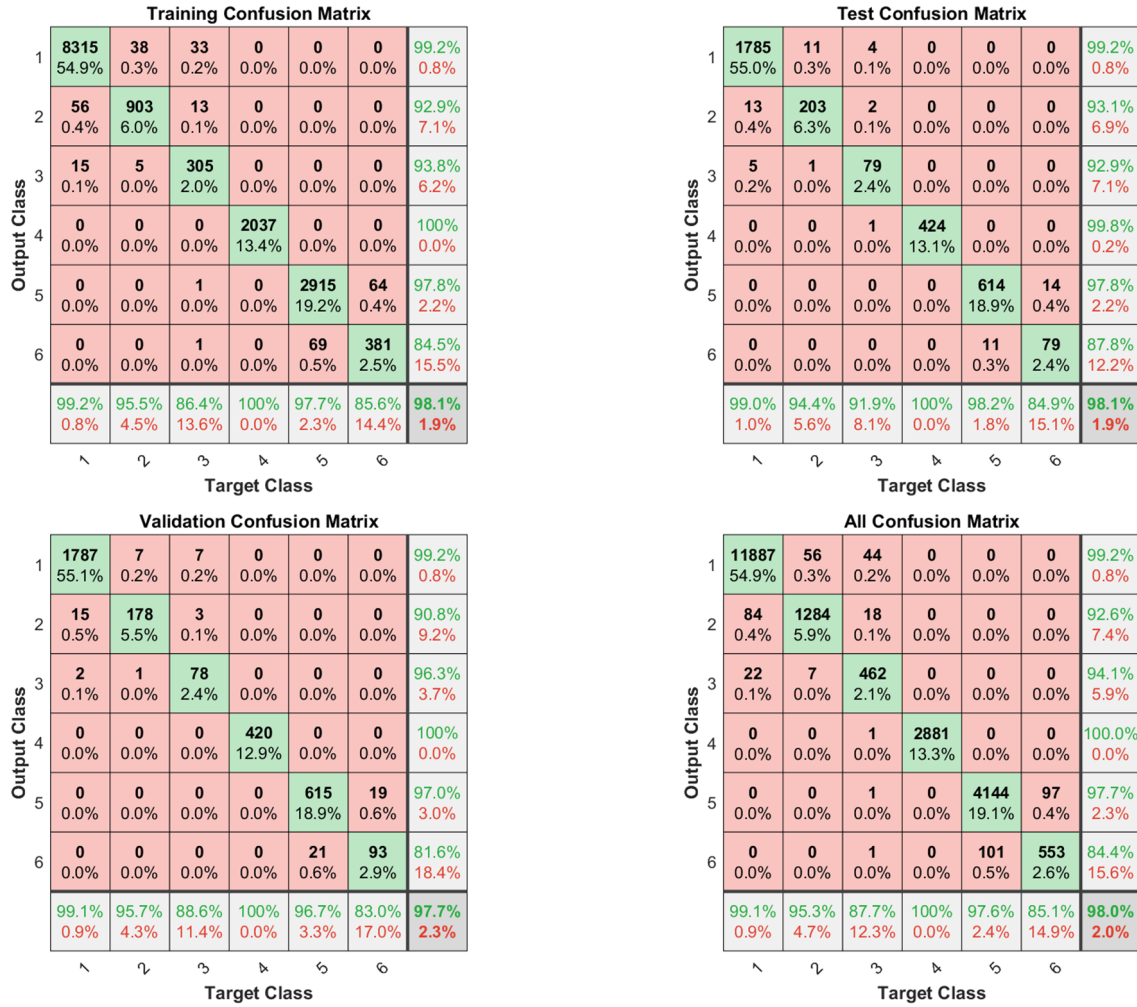 Training Confusion Matrix
1
8315 38 33 0 0 0 99.2%
54.9% 0.3% 0.2% 0.0% 0.0% 0.0% 0.8%
2
56 903 13 0 0 0 92.9%
0.4% 6.0% 0.1% 0.0% 0.0% 0.0% 7.1%
3
15 5 305 0 0 0 93.8%
0.1% 0.0% 2.0% 0.0% 0.0% 0.0% 6.2%
4
0 0 0 2037 0 0 100%
0.0% 0.0% 0.0% 13.4% 0.0% 0.0% 0.0%
5
0 0 1 0 2915 64 97.8%
0.0% 0.0% 0.0% 0.0% 19.2% 0.4% 2.2%
6
0 0 1 0 69 381 84.5%
0.0% 0.0% 0.0% 0.0% 0.5% 2.5% 15.5%
99.2% 95.5% 86.4% 100% 97.7% 85.6% 98.1%
0.8% 4.5% 13.6% 0.0% 2.3% 14.4% 1.9%
1 2 3 4 5 6
Target Class
Output Class
Test Confusion Matrix
1
1785 11 4 0 0 0 99.2%
55.0% 0.3% 0.1% 0.0% 0.0% 0.0% 0.8%
2
13 203 2 0 0 0 93.1%
0.4% 6.3% 0.1% 0.0% 0.0% 0.0% 6.9%
3
5 1 79 0 0 0 92.9%
0.2% 0.0% 2.4% 0.0% 0.0% 0.0% 7.1%
4
0 0 1 424 0 0 99.8%
0.0% 0.0% 0.0% 13.1% 0.0% 0.0% 0.2%
5
0 0 0 0 614 14 97.8%
0.0% 0.0% 0.0% 0.0% 18.9% 0.4% 2.2%
6
0 0 0 0 11 79 87.8%
0.0% 0.0% 0.0% 0.0% 0.3% 2.4% 12.2%
99.0% 94.4% 91.9% 100% 98.2% 84.9% 98.1%
1.0% 5.6% 8.1% 0.0% 1.8% 15.1% 1.9%
1 2 3 4 5 6
Target Class
Output Class
Validation Confusion Matrix
1
1787 7 7 0 0 0 99.2%
55.1% 0.2% 0.2% 0.0% 0.0% 0.0% 0.8%
2
15 178 3 0 0 0 90.8%
0.5% 5.5% 0.1% 0.0% 0.0% 0.0% 9.2%
3
2 1 78 0 0 0 96.3%
0.1% 0.0% 2.4% 0.0% 0.0% 0.0% 3.7%
4
0 0 0 420 0 0 100%
0.0% 0.0% 0.0% 12.9% 0.0% 0.0% 0.0%
5
0 0 0 0 615 19 97.0%
0.0% 0.0% 0.0% 0.0% 18.9% 0.6% 3.0%
6
0 0 0 0 21 93 81.6%
0.0% 0.0% 0.0% 0.0% 0.6% 2.9% 18.4%
99.1% 95.7% 88.6% 100% 96.7% 83.0% 97.7%
0.9% 4.3% 11.4% 0.0% 3.3% 17.0% 2.3%
1 2 3 4 5 6
Target Class
Output Class
All Confusion Matrix
1
11887 56 44 0 0 0 99.2%
54.9% 0.3% 0.2% 0.0% 0.0% 0.0% 0.8%
2
84 1284 18 0 0 0 92.6%
0.4% 5.9% 0.1% 0.0% 0.0% 0.0% 7.4%
3
22 7 462 0 0 0 94.1%
0.1% 0.0% 2.1% 0.0% 0.0% 0.0% 5.9%
4
0 0 1 2881 0 0 100.0%
0.0% 0.0% 0.0% 13.3% 0.0% 0.0% 0.0%
5
0 0 1 0 4144 97 97.7%
0.0% 0.0% 0.0% 0.0% 19.1% 0.4% 2.3%
6
0 0 1 0 101 553 84.4%
0.0% 0.0% 0.0% 0.0% 0.5% 2.6% 15.6%
99.1% 95.3% 87.7% 100% 97.6% 85.1% 98.0%
0.9% 4.7% 12.3% 0.0% 2.4% 14.9% 2.0%
1 2 3 4 5 6
Target Class
Output Class